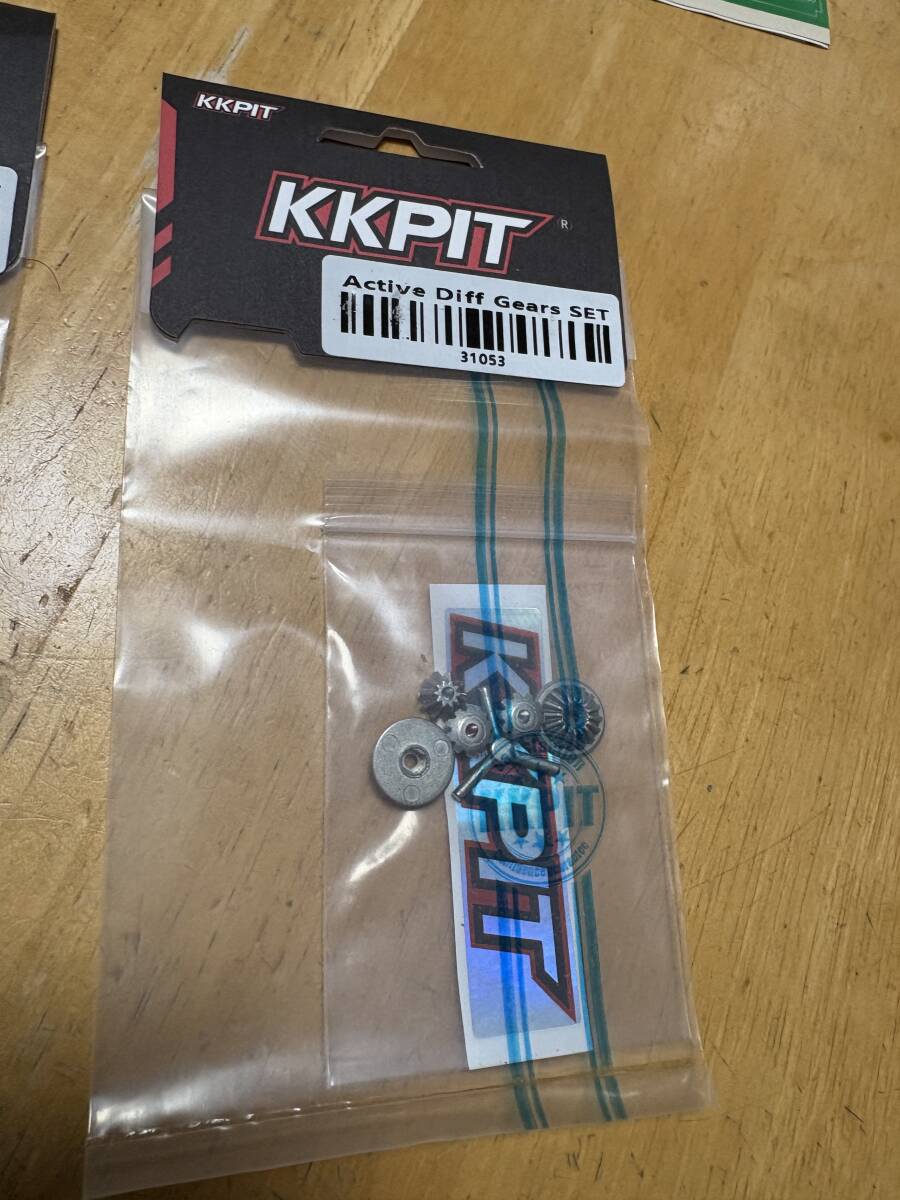 KKPIT
KKPIT ®
Active Diff Gears SET
31053
KKPIT